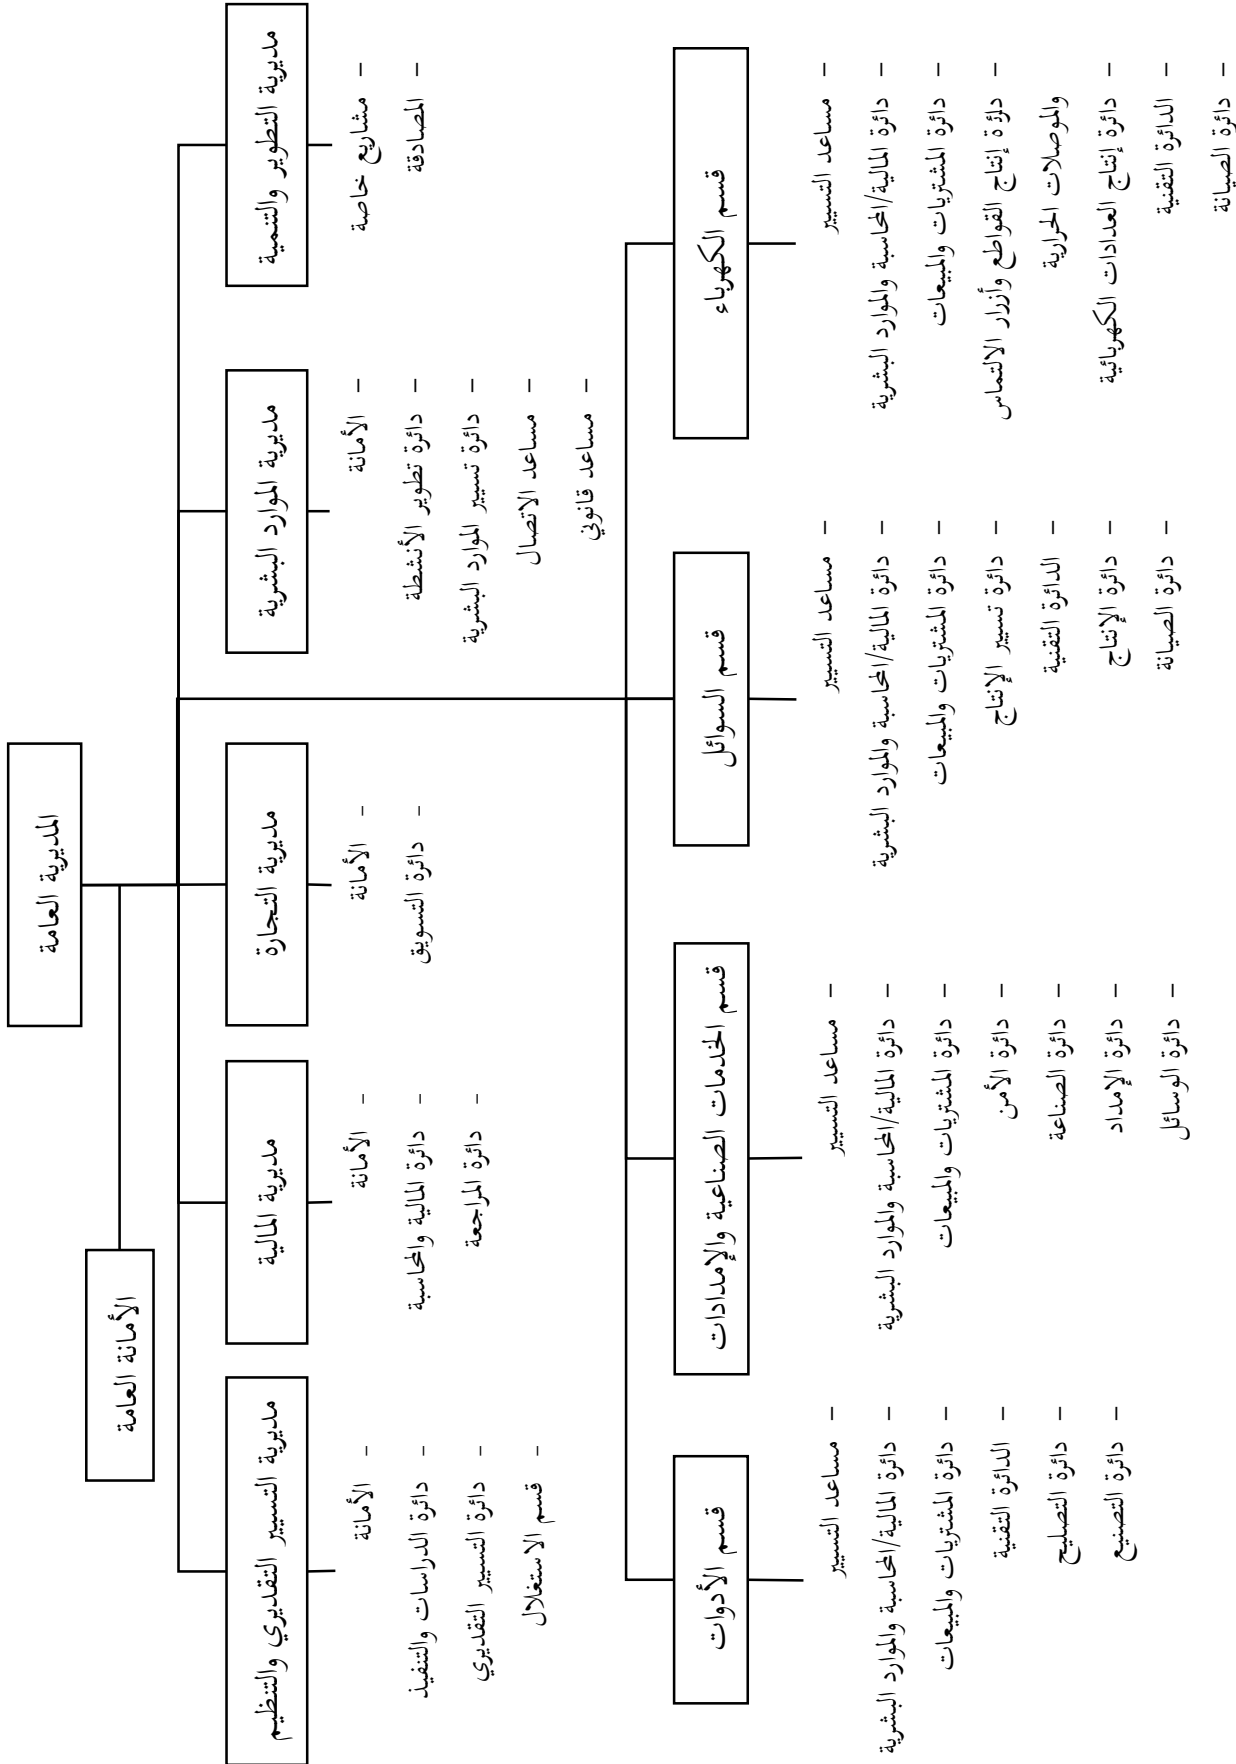 المديرية العامة
الأمانة العامة
مديرية التطوير والتنمية
- مشاريع خاصة
- المصادقة
مديرية الموارد البشرية
- الأمانة
- دائرة تطوير الأنشطة
- دائرة تسيير الموارد البشرية
- مساعد الاتصال
- مساعد قانوني
مديرية التجارة
- الأمانة
- دائرة التسويق
مديرية المالية
- الأمانة
- دائرة المالية والمحاسبة
- دائرة المراجعة
مديرية التسيير التقديري والتنظيم
- الأمانة
- دائرة الدراسات والتنفيذ
- دائرة التسيير التقديري
- قسم الاستغلال
قسم الكهرباء
- مساعد التسيير
- دائرة المالية/المحاسبة والموارد البشرية
- دائرة المشتريات والمبيعات
- دائرة إنتاج القواطع وأزرار الالتماس
والموصلات الحرارية
- دائرة إنتاج العدادات الكهربائية
- الدائرة التقنية
- دائرة الصيانة
قسم السوائل
- مساعد التسيير
- دائرة المالية/المحاسبة والموارد البشرية
- دائرة المشتريات والمبيعات
- دائرة تسيير الإنتاج
- الدائرة التقنية
- دائرة الإنتاج
- دائرة الصيانة
قسم الخدمات الصناعية والإمدادات
- مساعد التسيير
- دائرة المالية/المحاسبة والموارد البشرية
- دائرة المشتريات والمبيعات
- دائرة الأمن
- دائرة الصناعة
- دائرة الإمداد
- دائرة الوسائل
قسم الأدوات
- مساعد التسيير
- دائرة المالية/المحاسبة والموارد البشرية
- دائرة المشتريات والمبيعات
- الدائرة التقنية
- دائرة التصليح
- دائرة التصنيع